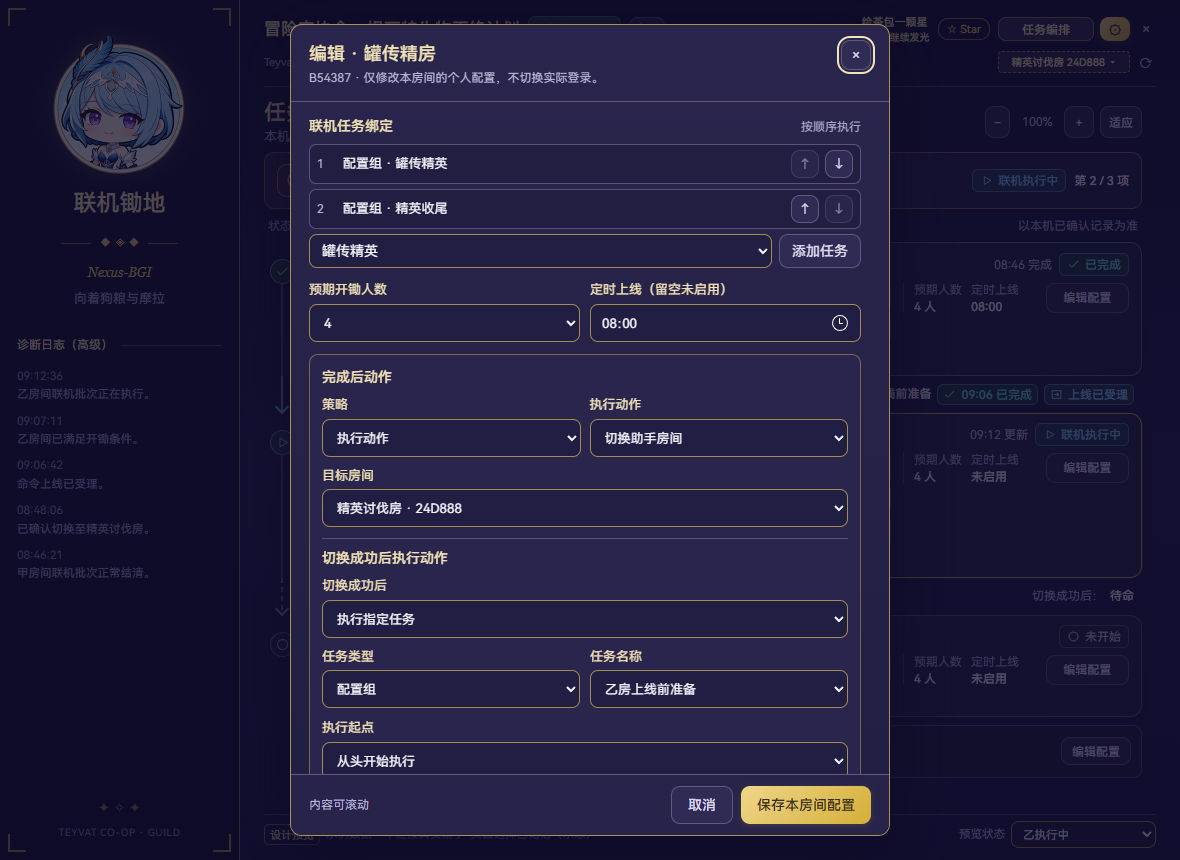 联机锄地
Nexus-BGI
向着狗粮与摩拉
诊断日志（高级）
09:12:36
乙房间联机批次正在执行。
09:07:11
乙房间已满足开锄条件。
09:06:42
命令上线已受理。
08:48:06
已确认切换至精英讨伐房。
08:46:21
甲房间联机批次正常结清。
TEYVAT CO-OP · GUILD
给茶包一颗星
继续发光
☆ Star
任务编排
×
精英讨伐房 24D888
编辑 · 罐传精房
B54387 · 仅修改本房间的个人配置，不切换实际登录。
×
联机任务绑定
按顺序执行
1 配置组 · 罐传精英 ↑ ↓
2 配置组 · 精英收尾 ↑ ↓
罐传精英
添加任务
预期开锄人数
定时上线（留空未启用）
4
08:00
完成后动作
策略
执行动作
执行动作
切换助手房间
目标房间
精英讨伐房 · 24D888
切换成功后执行动作
切换成功后
执行指定任务
任务类型
任务名称
配置组
乙房上线前准备
执行起点
从头开始执行
内容可滚动
取消
保存本房间配置
− 100% + 适应
联机执行中 第 2 / 3 项
状态
以本机已确认记录为准
08:46 完成 已完成
预期人数 定时上线
4 人 08:00
编辑配置
前准备 09:06 已完成 上线已受理
09:12 更新 联机执行中
预期人数 定时上线
4 人 未启用
编辑配置
切换成功后： 待命
未开始
预期人数 定时上线
4 人 未启用
编辑配置
编辑配置
设计预览
预览状态
乙执行中